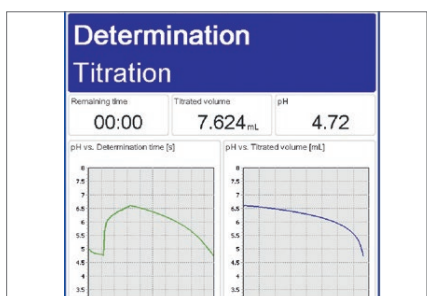 Determination
Titration
Remaining time
00:00
Titrated volume
7.624 mL
pH
4.72
pH vs. Determination time [s]
8
7.5
7
6.5
6
5.5
5
4.5
4
3.5
pH vs. Titrated volume [mL]
8
7.5
7
6.5
6
5.5
5
4.5
4
3.5